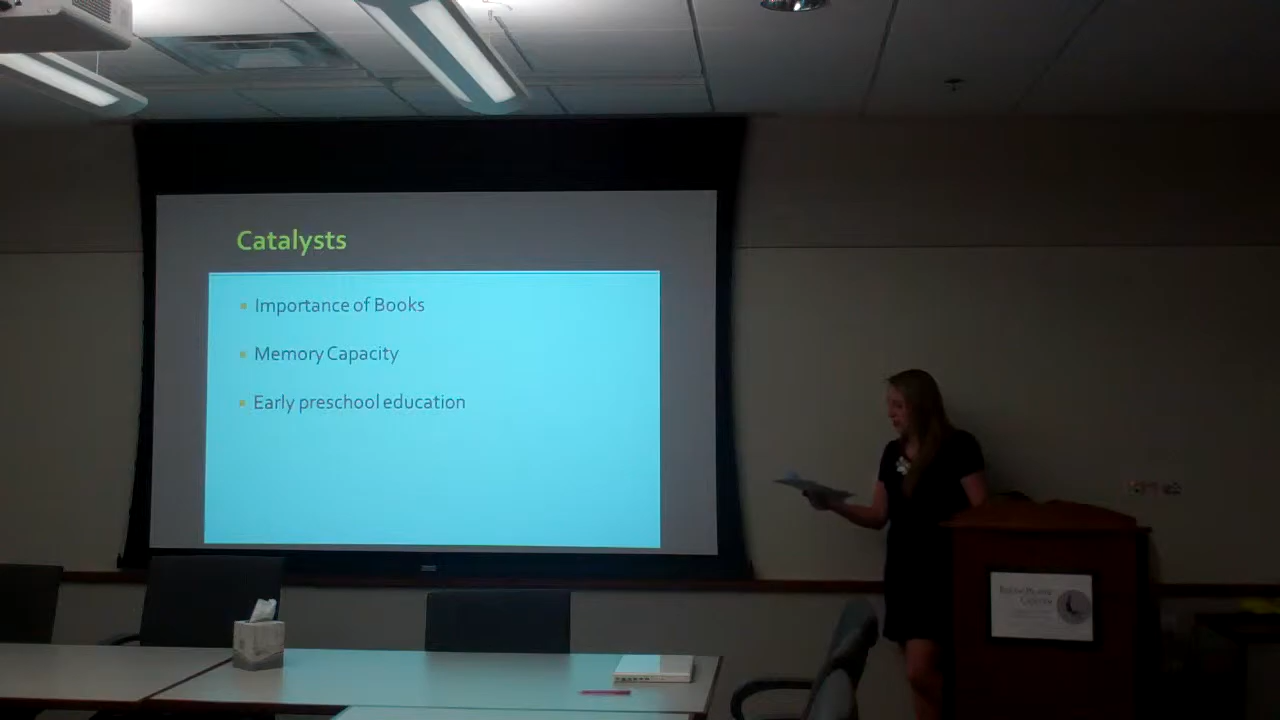 Catalysts
Importance of Books
Memory Capacity
Early preschool education